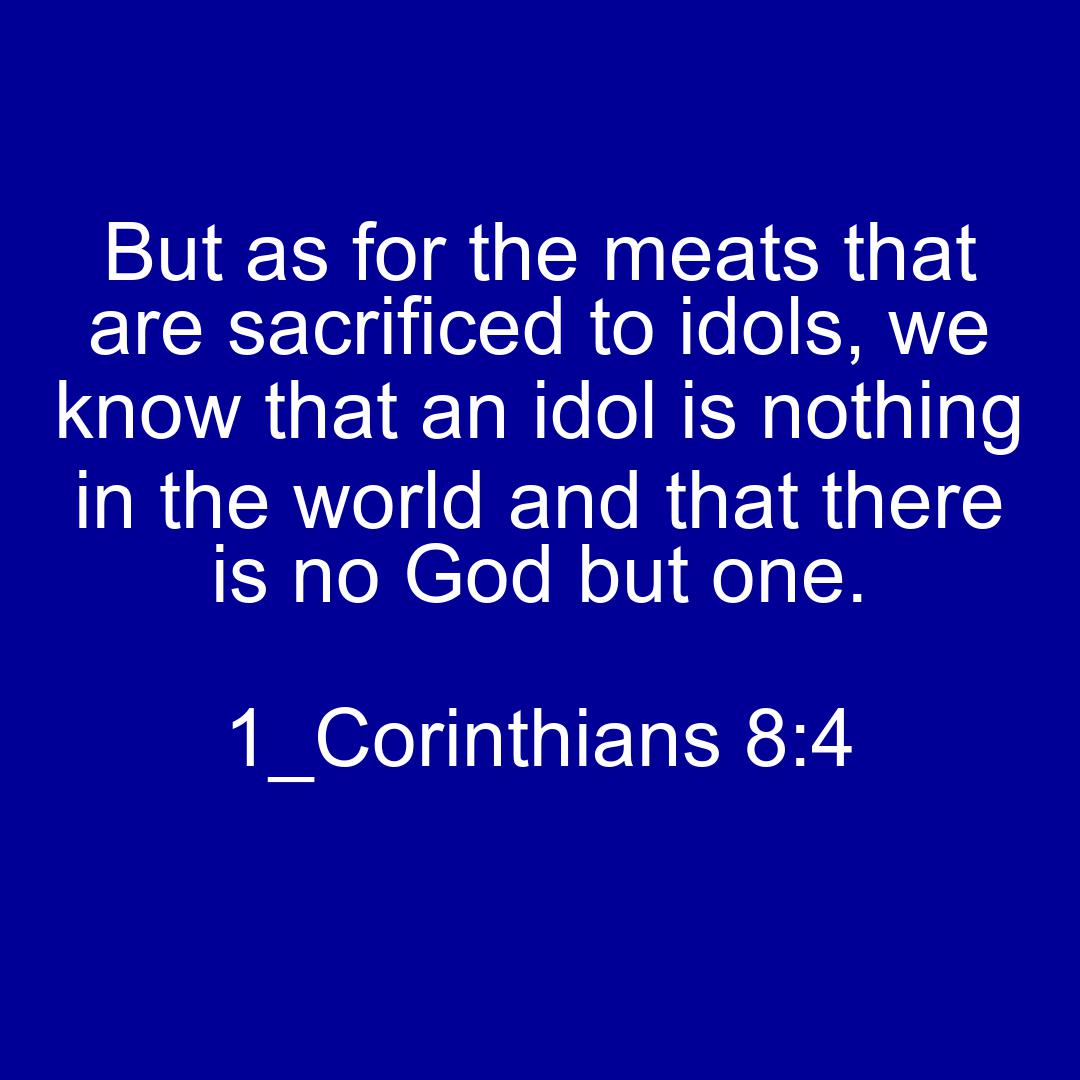 But as for the meats that
are sacrificed to idols, we
know that an idol is nothing
in the world and that there
is no God but one.
1_Corinthians 8:4